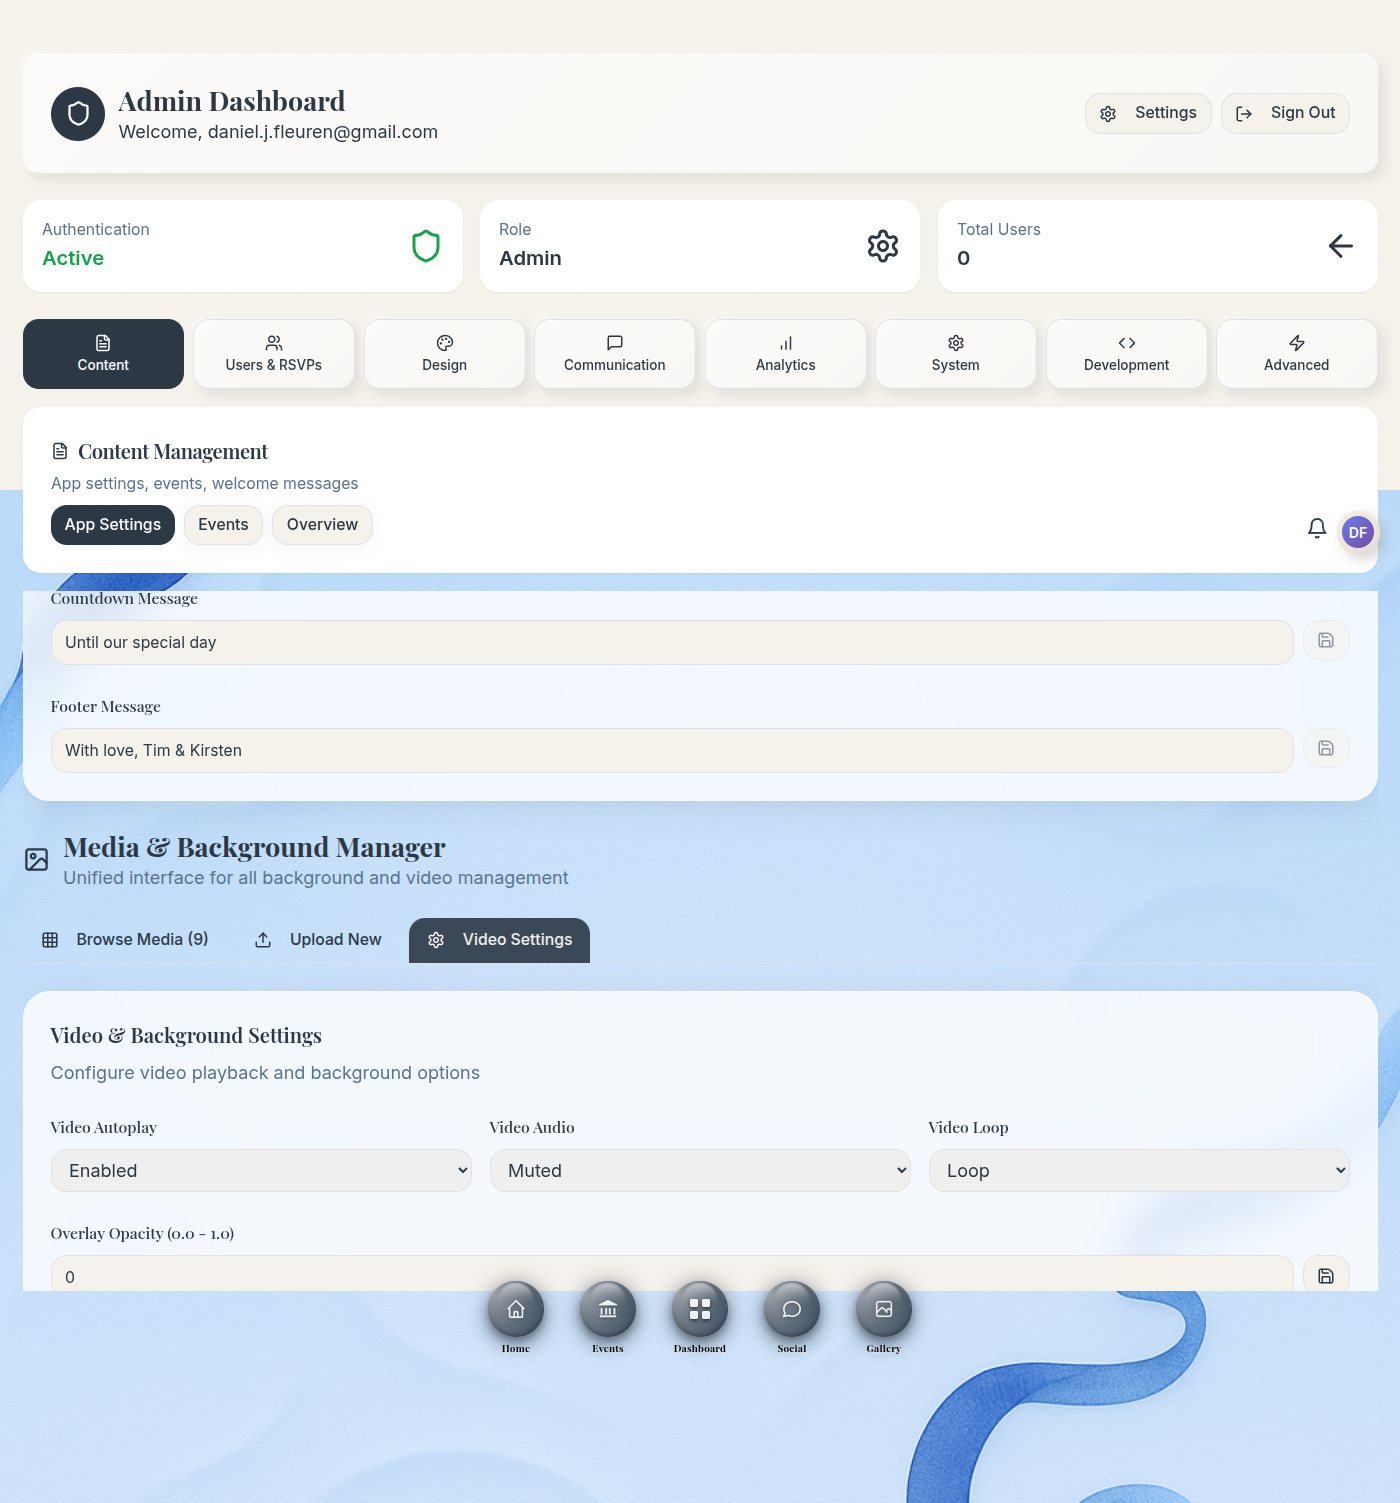 Admin Dashboard
Welcome, daniel.j.fleuren@gmail.com
Settings
Sign Out
Authentication
Active
Role
Admin
Total Users
0
Content
Users & RSVPs
Design
Communication
Analytics
System
Development
Advanced
Content Management
App settings, events, welcome messages
App Settings
Events
Overview
DF
Countdown Message
Until our special day
Footer Message
With love, Tim & Kirsten
Media & Background Manager
Unified interface for all background and video management
Browse Media (9)
Upload New
Video Settings
Video & Background Settings
Configure video playback and background options
Video Autoplay
Video Audio
Video Loop
Enabled
Muted
Loop
Overlay Opacity (0.0 - 1.0)
0
Home
Events
Dashboard
Social
Gallery